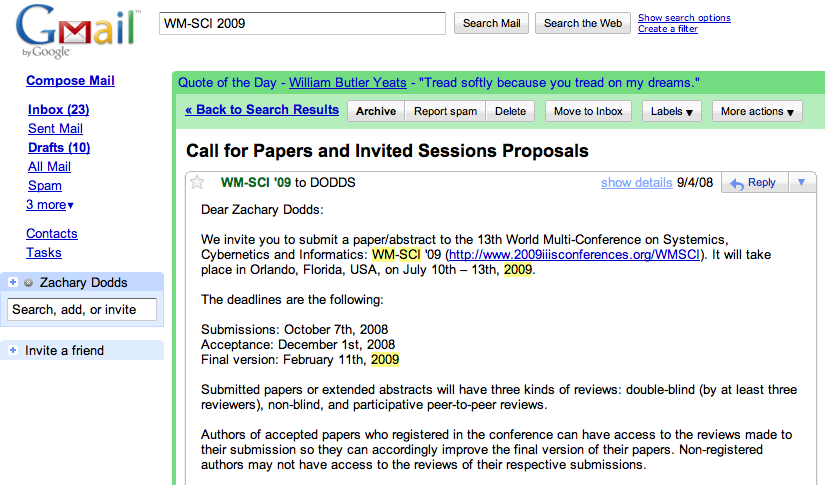 Gmail™
by Google
WM-SCI 2009
Search Mail
Search the Web
Show search options
Create a filter
Compose Mail
Inbox (23)
Sent Mail
Drafts (10)
All Mail
Spam
3 more▾
Contacts
Tasks
Zachary Dodds
Search, add, or invite
Invite a friend
Quote of the Day - William Butler Yeats - "Tread softly because you tread on my dreams."
« Back to Search Results
Archive
Report spam
Delete
Move to Inbox
Labels ▾
More actions ▾
Call for Papers and Invited Sessions Proposals
WM-SCI '09 to DODDS
show details 9/4/08
Reply
Dear Zachary Dodds:
We invite you to submit a paper/abstract to the 13th World Multi-Conference on Systemics,
Cybernetics and Informatics: WM-SCI '09 (http://www.2009iiisconferences.org/WMSCI). It will take
place in Orlando, Florida, USA, on July 10th – 13th, 2009.
The deadlines are the following:
Submissions: October 7th, 2008
Acceptance: December 1st, 2008
Final version: February 11th, 2009
Submitted papers or extended abstracts will have three kinds of reviews: double-blind (by at least three
reviewers), non-blind, and participative peer-to-peer reviews.
Authors of accepted papers who registered in the conference can have access to the reviews made to
their submission so they can accordingly improve the final version of their papers. Non-registered
authors may not have access to the reviews of their respective submissions.